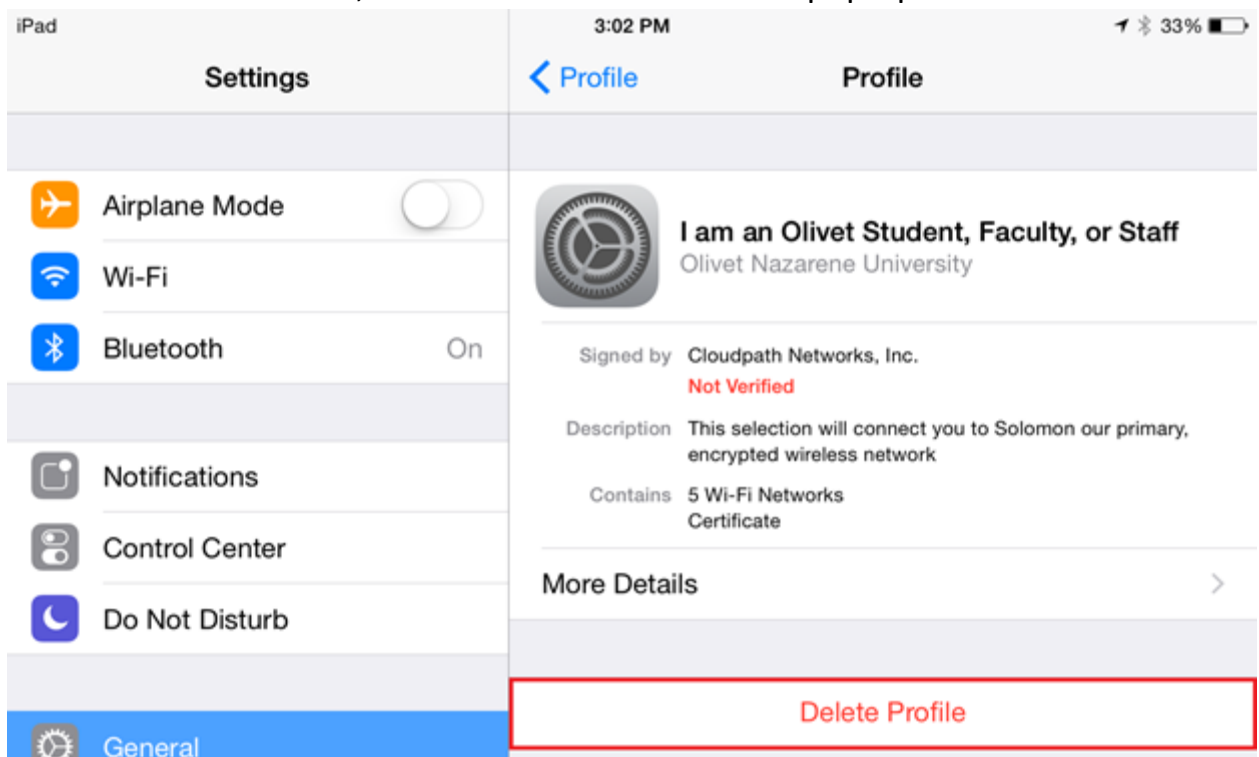 iPad
3:02 PM
33%
Settings
Profile
Profile
Airplane Mode
Wi-Fi
Bluetooth
On
Notifications
Control Center
Do Not Disturb
General
I am an Olivet Student, Faculty, or Staff
Olivet Nazarene University
Signed by Cloudpath Networks, Inc.
Not Verified
Description This selection will connect you to Solomon our primary,
encrypted wireless network
Contains 5 Wi-Fi Networks
Certificate
More Details
Delete Profile